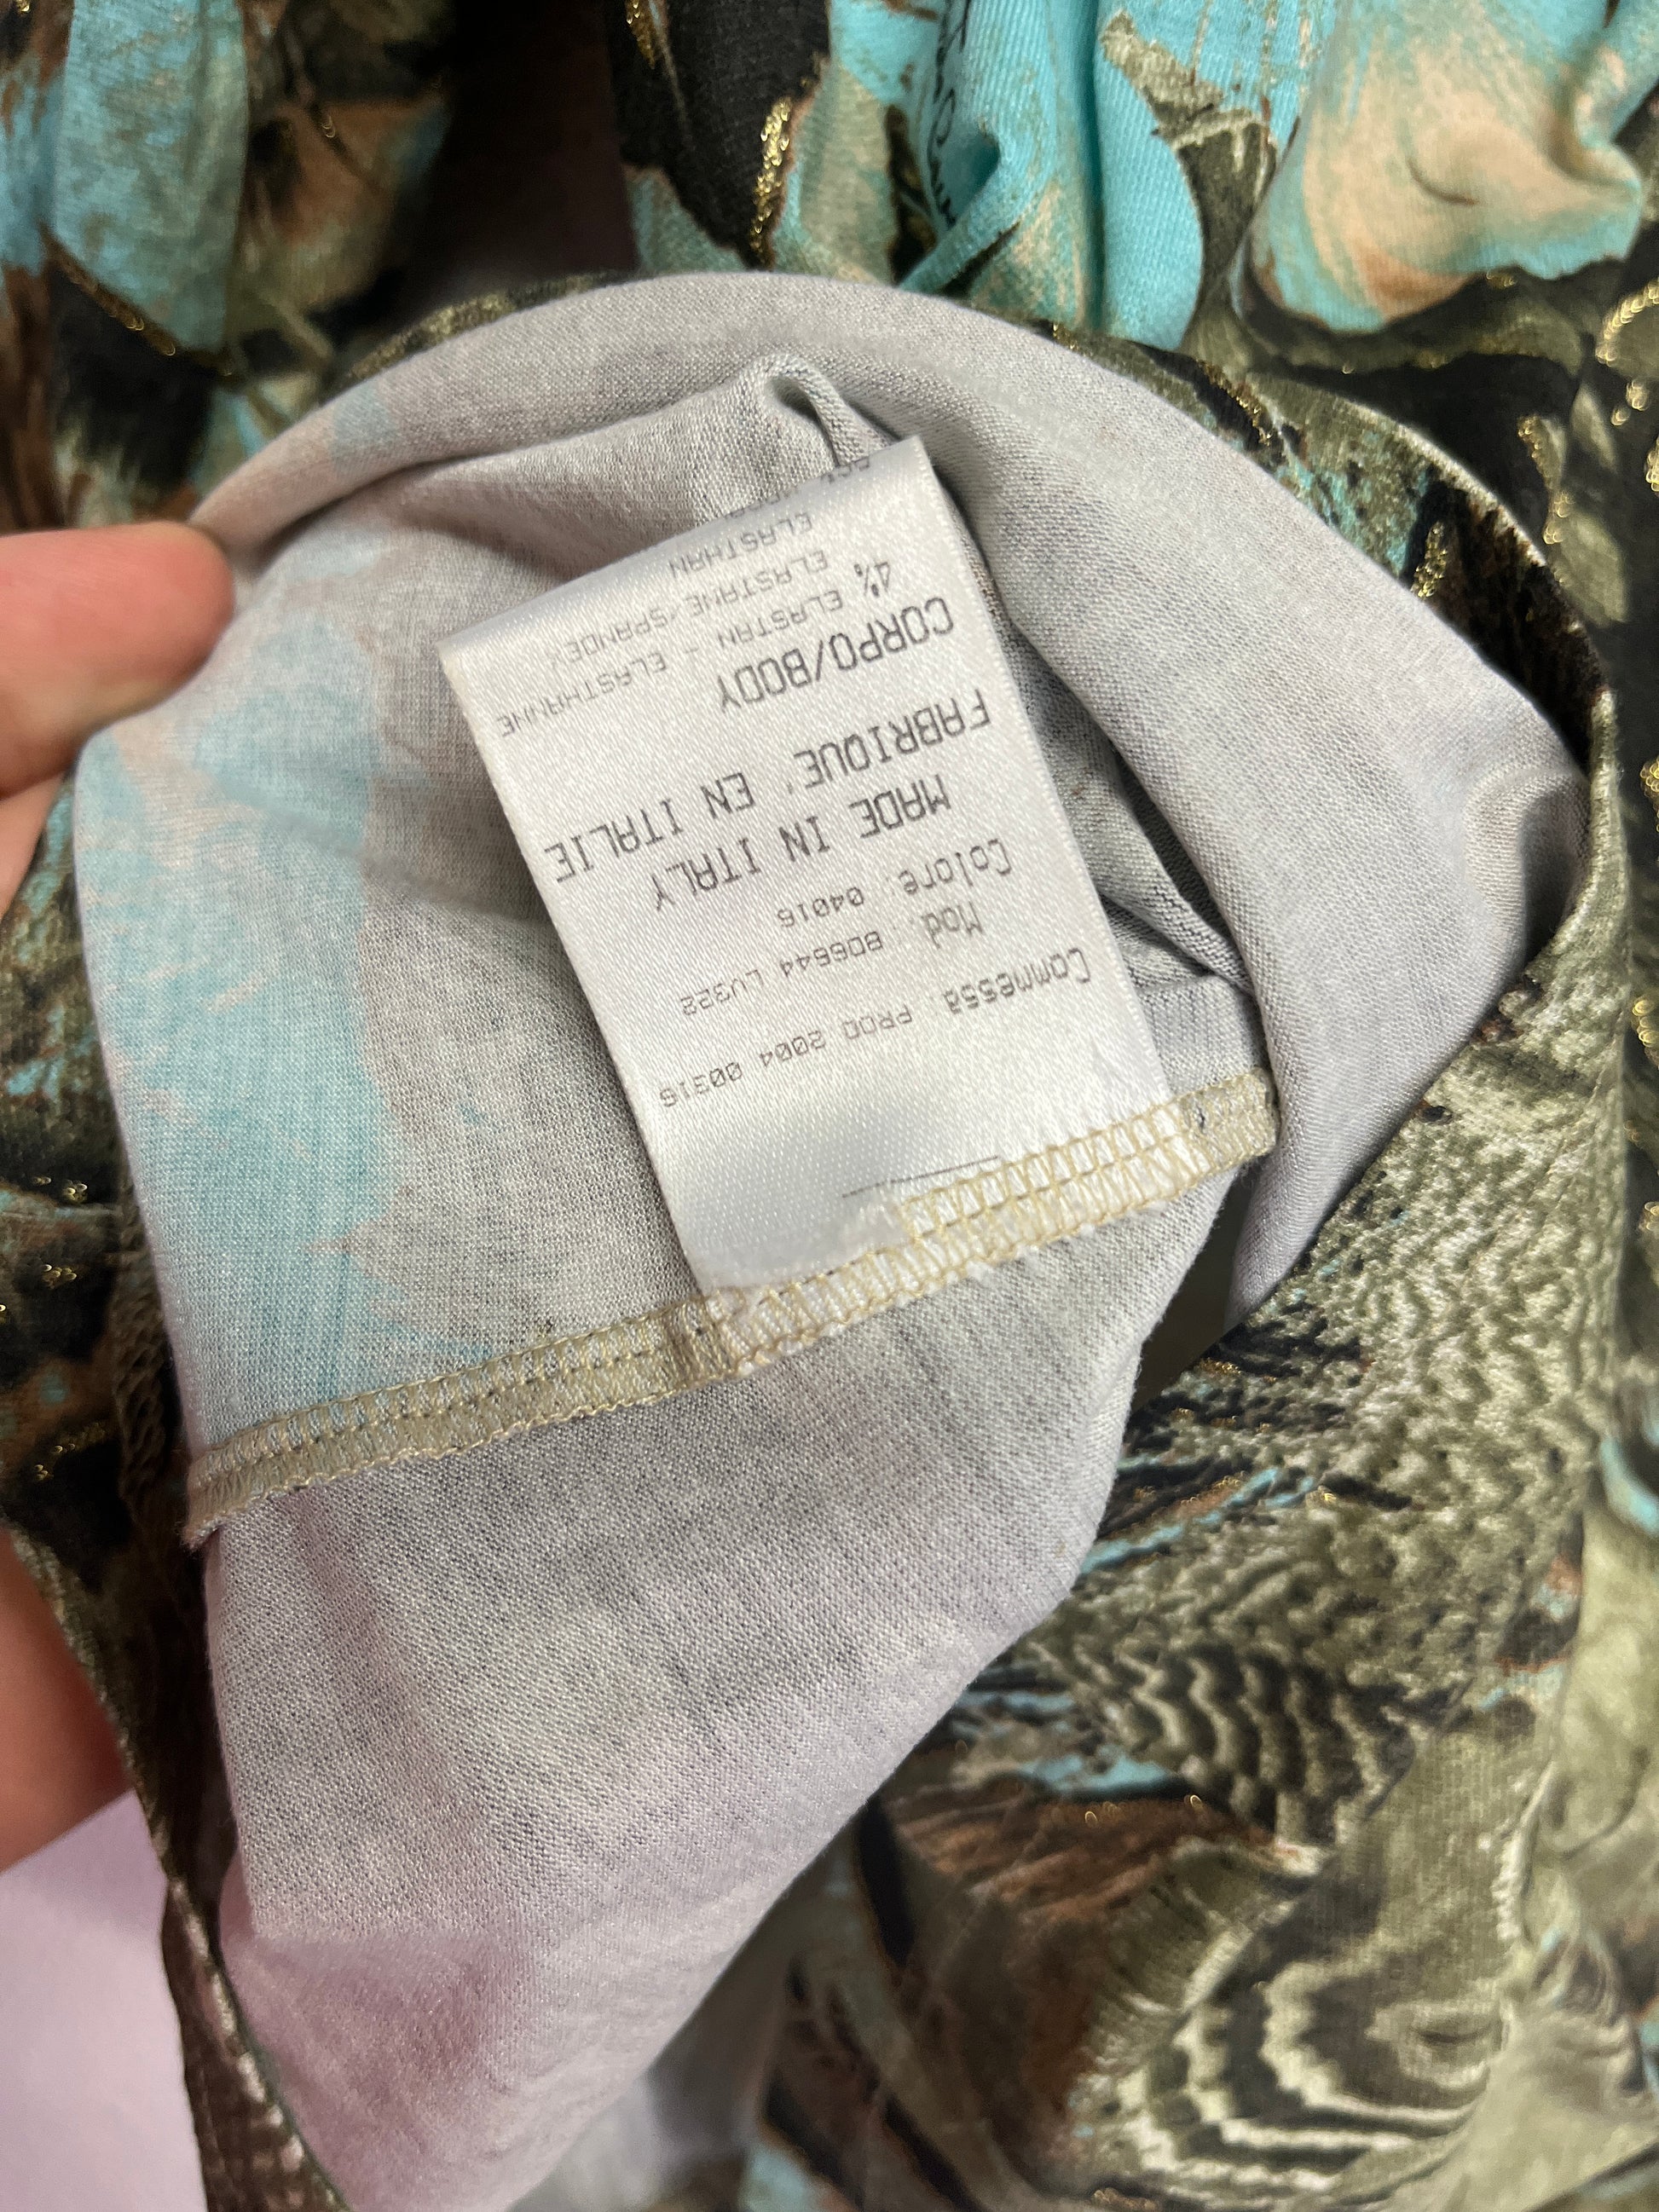 Commessa: PROD 2004 00316
Mod. B06644 LV322
Colore: 04016
MADE IN ITALY
FABRIQUE' EN ITALIE
CORPO/BODY
4% ELASTAN - ELASTHANNE
ELASTANE/SPANDEX
ELASTHAN